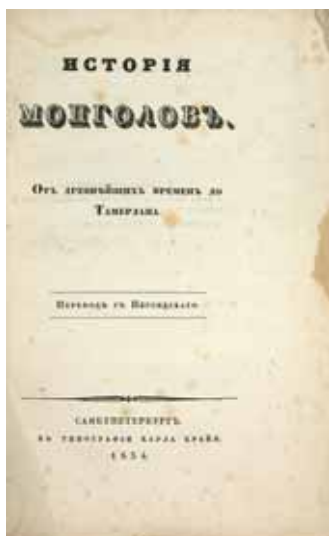 ИСТОРІЯ
МОНГОЛОВЪ.
Отъ древнѣйшихъ временъ до
Тамерлана
Переводъ съ Персидскаго.
САНКТПЕТЕРБУРГЪ.
въ типографіи карла крайя.
1834